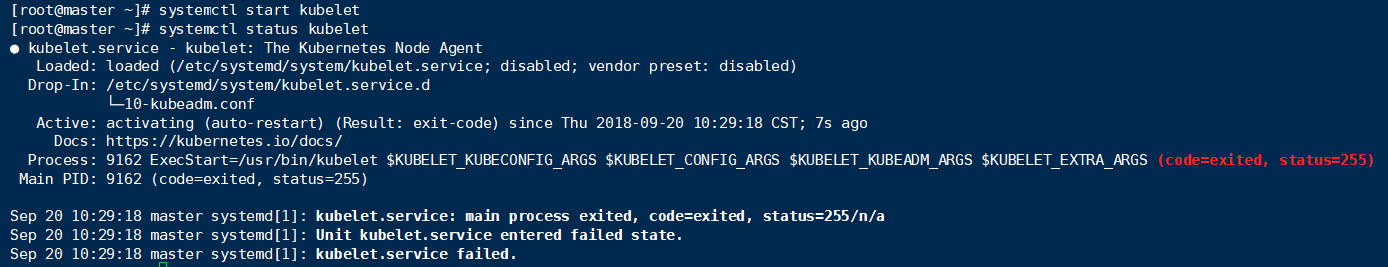 [root@master ~]# systemctl start kubelet
[root@master ~]# systemctl status kubelet
● kubelet.service - kubelet: The Kubernetes Node Agent
   Loaded: loaded (/etc/systemd/system/kubelet.service; disabled; vendor preset: disabled)
  Drop-In: /etc/systemd/system/kubelet.service.d
           └─10-kubeadm.conf
   Active: activating (auto-restart) (Result: exit-code) since Thu 2018-09-20 10:29:18 CST; 7s ago
     Docs: https://kubernetes.io/docs/
  Process: 9162 ExecStart=/usr/bin/kubelet $KUBELET_KUBECONFIG_ARGS $KUBELET_CONFIG_ARGS $KUBELET_KUBEADM_ARGS $KUBELET_EXTRA_ARGS (code=exited, status=255)
 Main PID: 9162 (code=exited, status=255)

Sep 20 10:29:18 master systemd[1]: kubelet.service: main process exited, code=exited, status=255/n/a
Sep 20 10:29:18 master systemd[1]: Unit kubelet.service entered failed state.
Sep 20 10:29:18 master systemd[1]: kubelet.service failed.